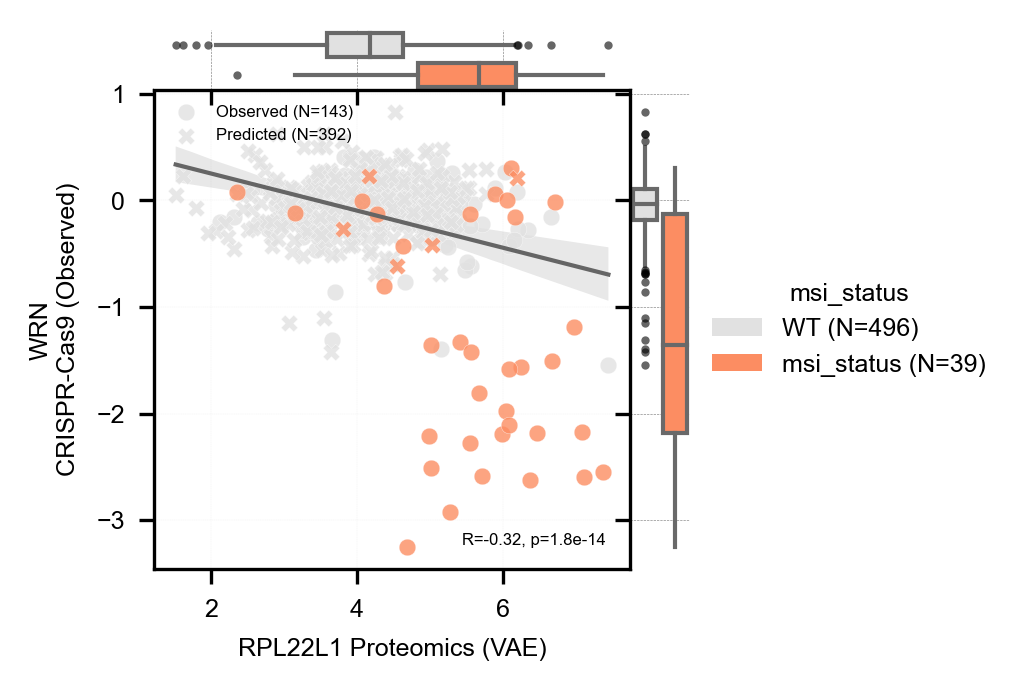 Observed (N=143)
Predicted (N=392)
1
0
−1
−2
−3
WRN
CRISPR-Cas9 (Observed)
R=-0.32, p=1.8e-14
2
4
6
RPL22L1 Proteomics (VAE)
msi_status
WT (N=496)
msi_status (N=39)